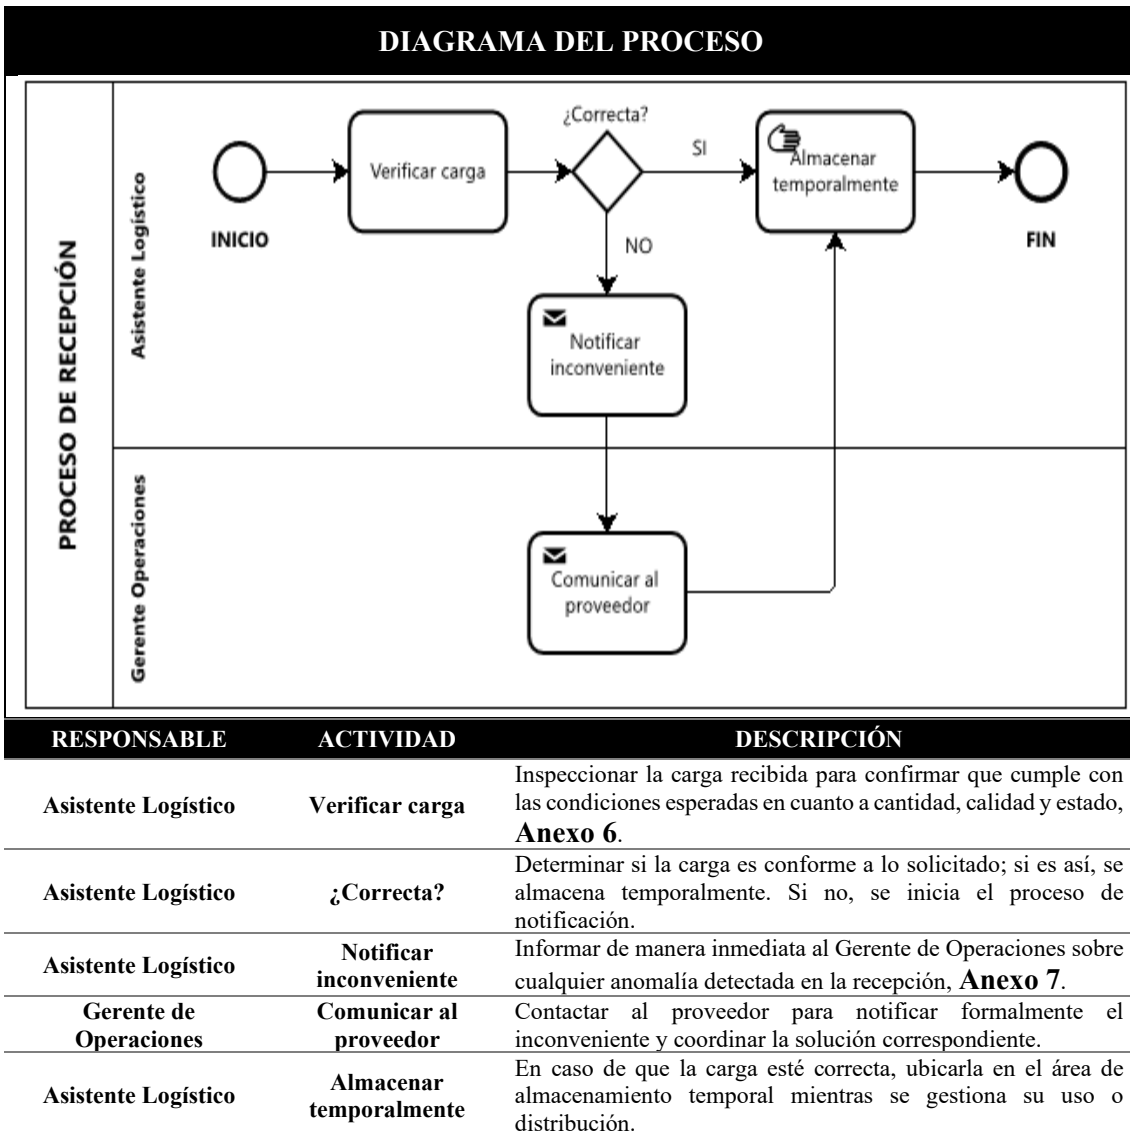 DIAGRAMA DEL PROCESO
PROCESO DE RECEPCIÓN
Asistente Logístico
INICIO
Verificar carga
¿Correcta?
SI
NO
Almacenar
temporalmente
FIN
Notificar
inconveniente
Gerente Operaciones
Comunicar al
proveedor
RESPONSABLE ACTIVIDAD DESCRIPCIÓN
Asistente Logístico
Verificar carga
Inspeccionar la carga recibida para confirmar que cumple con
las condiciones esperadas en cuanto a cantidad, calidad y estado,
Anexo 6.
Asistente Logístico
¿Correcta?
Determinar si la carga es conforme a lo solicitado; si es así, se
almacena temporalmente. Si no, se inicia el proceso de
notificación.
Asistente Logístico
Notificar
inconveniente
Informar de manera inmediata al Gerente de Operaciones sobre
cualquier anomalía detectada en la recepción, Anexo 7.
Gerente de
Operaciones
Comunicar al
proveedor
Contactar al proveedor para notificar formalmente el
inconveniente y coordinar la solución correspondiente.
Asistente Logístico
Almacenar
temporalmente
En caso de que la carga esté correcta, ubicarla en el área de
almacenamiento temporal mientras se gestiona su uso o
distribución.